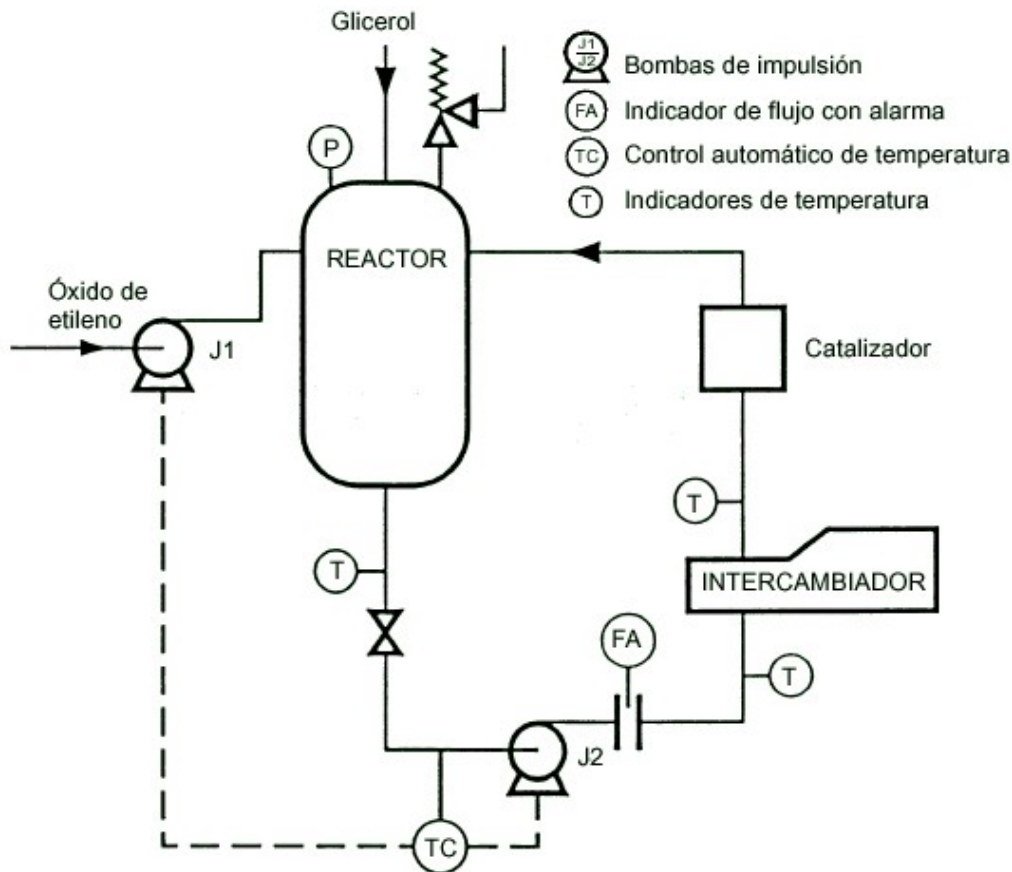 Glicerol
J1
J2
Bombas de impulsión
FA
Indicador de flujo con alarma
TC
Control automático de temperatura
T
Indicadores de temperatura
P
REACTOR
Óxido de
etileno
J1
Catalizador
T
T
INTERCAMBIADOR
FA
T
J2
TC